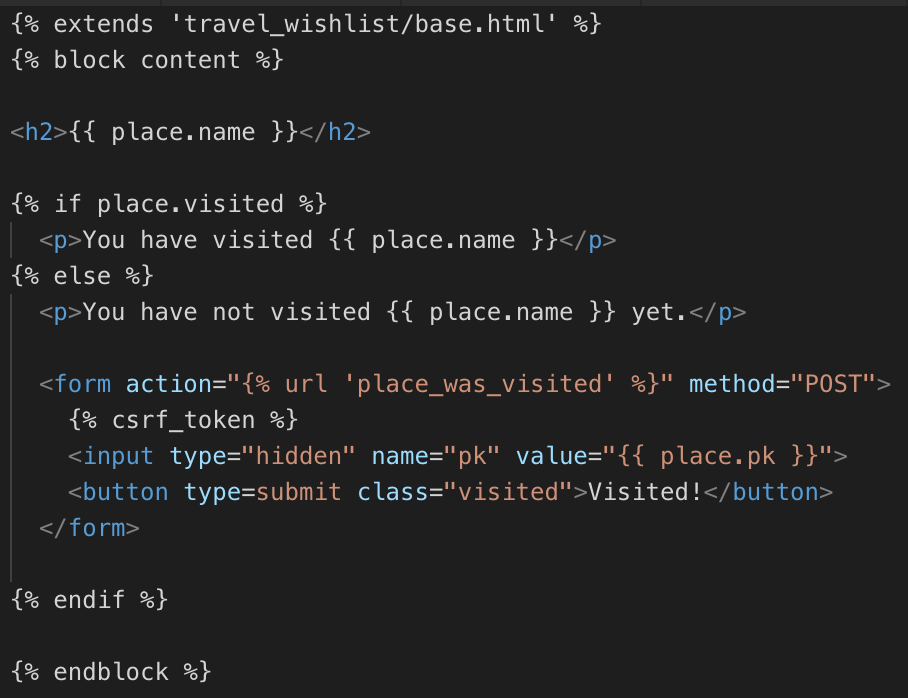 {% extends 'travel_wishlist/base.html' %}
{% block content %}
<h2>{{ place.name }}</h2>
{% if place.visited %}
<p>You have visited {{ place.name }}</p>
{% else %}
<p>You have not visited {{ place.name }} yet.</p>
<form action="{% url 'place_was_visited' %}" method="POST">
{% csrf_token %}
<input type="hidden" name="pk" value="{{ place.pk }}">
<button type=submit class="visited">Visited!</button>
</form>
{% endif %}
{% endblock %}